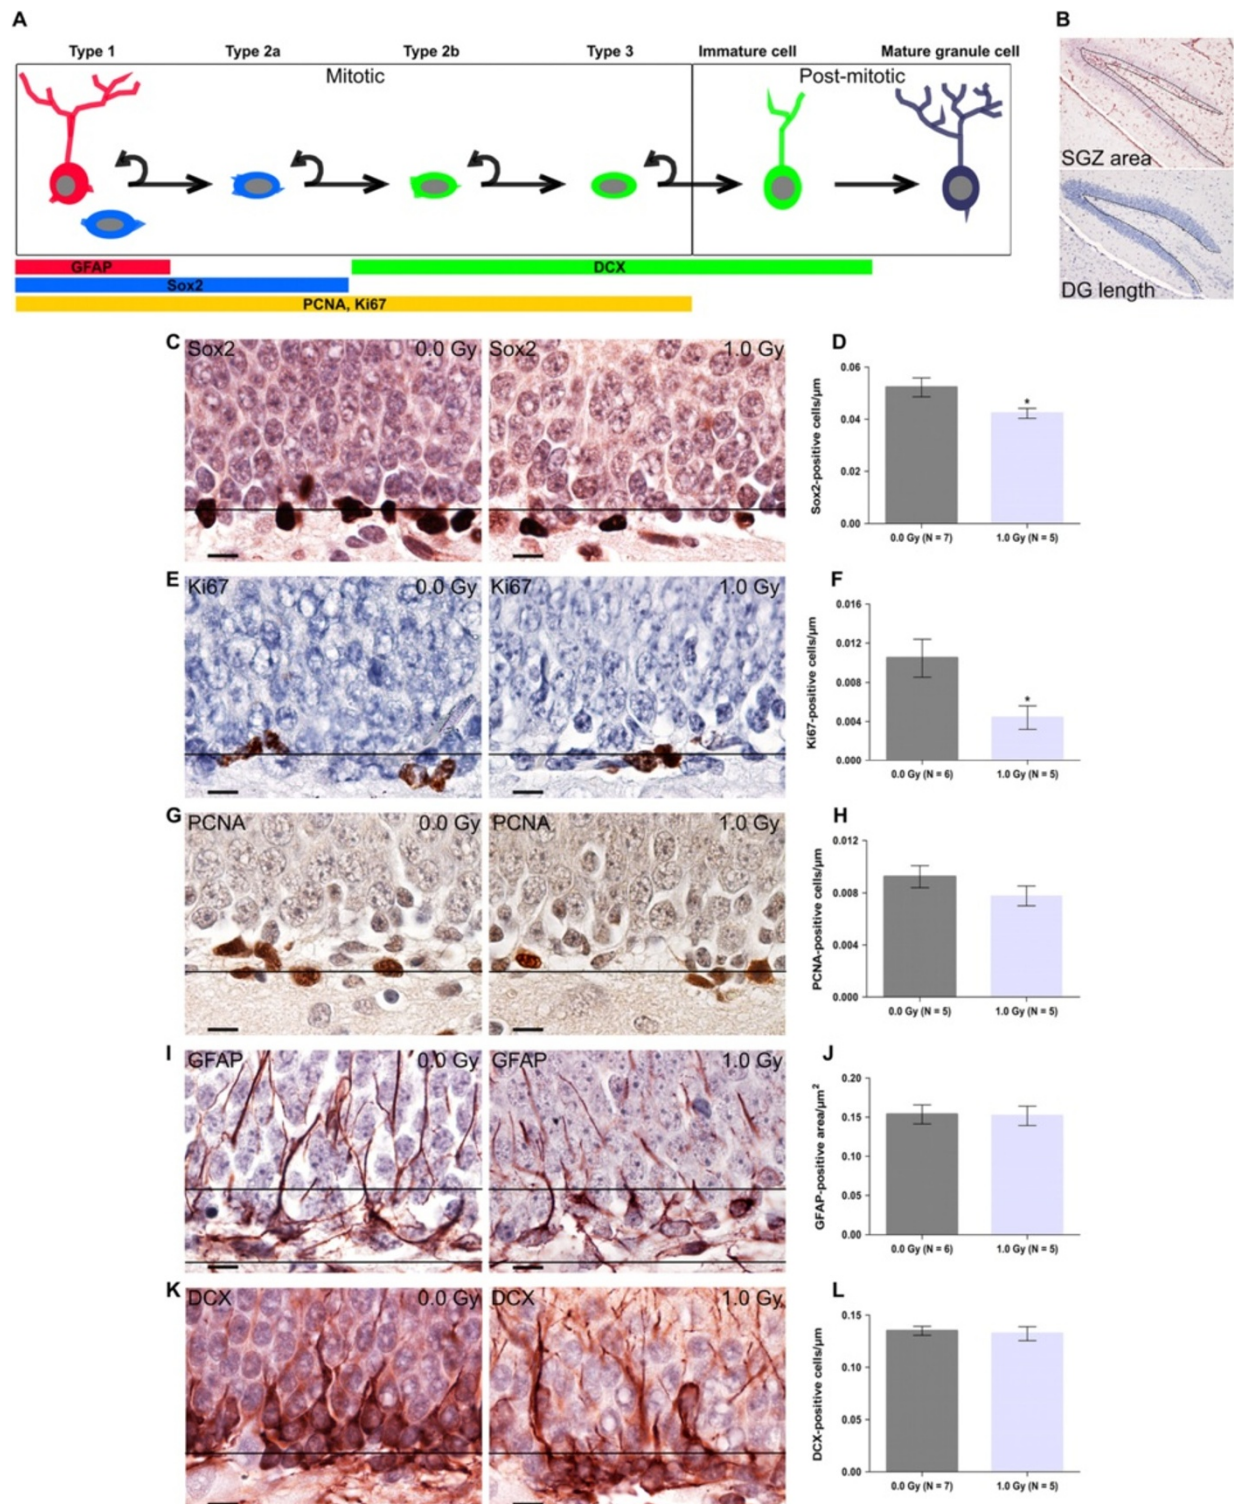 A
B
Type 1 Type 2a Type 2b Type 3 Immature cell Mature granule cell
Mitotic Post-mitotic
SGZ area
DG length
GFAP
DCX
Sox2
PCNA, Ki67
C
Sox2 0.0 Gy
Sox2 1.0 Gy
D
Sox2-positive cells/µm
0.06
*
0.04
0.02
0.00
0.0 Gy (N = 7) 1.0 Gy (N = 5)
E
Ki67 0.0 Gy
Ki67 1.0 Gy
F
Ki67-positive cells/µm
0.016
0.012
0.008
*
0.004
0.000
0.0 Gy (N = 6) 1.0 Gy (N = 5)
G
PCNA 0.0 Gy
PCNA 1.0 Gy
H
PCNA-positive cells/µm
0.012
0.008
0.004
0.000
0.0 Gy (N = 5) 1.0 Gy (N = 5)
I
GFAP 0.0 Gy
GFAP 1.0 Gy
J
GFAP-positive area/µm²
0.20
0.15
0.10
0.05
0.00
0.0 Gy (N = 6) 1.0 Gy (N = 5)
K
DCX 0.0 Gy
DCX 1.0 Gy
L
DCX-positive cells/µm
0.15
0.10
0.05
0.00
0.0 Gy (N = 7) 1.0 Gy (N = 5)